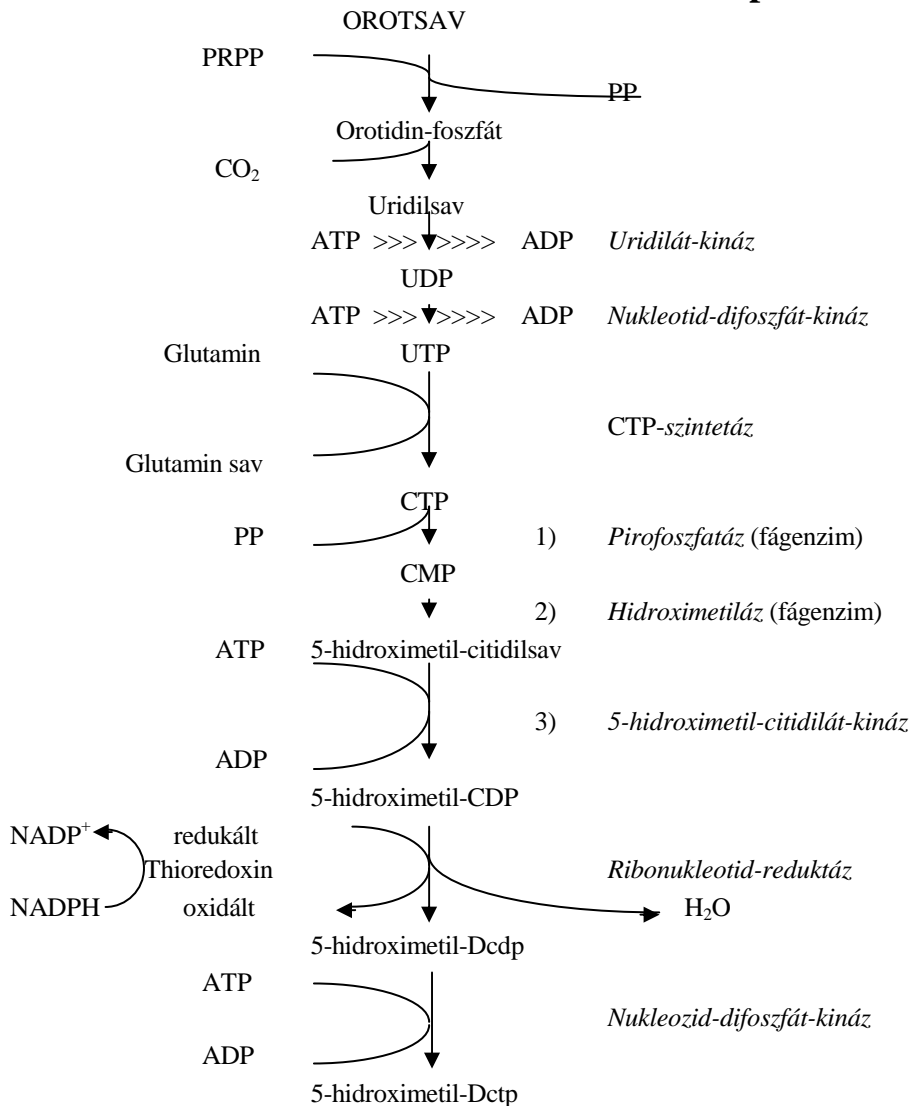 OROTSAV
PRPP
PP
Orotidin-foszfát
CO₂
Uridilsav
ATP >>> >>>> ADP Uridilát-kináz
UDP
ATP >>> >>>> ADP Nukleotid-difoszfát-kináz
Glutamin UTP
CTP-szintetáz
Glutamin sav
CTP
PP 1) Pirofoszfatáz (fágenzim)
CMP
2) Hidroximetiláz (fágenzim)
ATP 5-hidroximetil-citidilsav
3) 5-hidroximetil-citidilát-kináz
ADP
5-hidroximetil-CDP
NADP⁺ redukált
Thioredoxin Ribonukleotid-reduktáz
NADPH oxidált H₂O
5-hidroximetil-Dcdp
ATP
Nukleozid-difoszfát-kináz
ADP
5-hidroximetil-Dctp